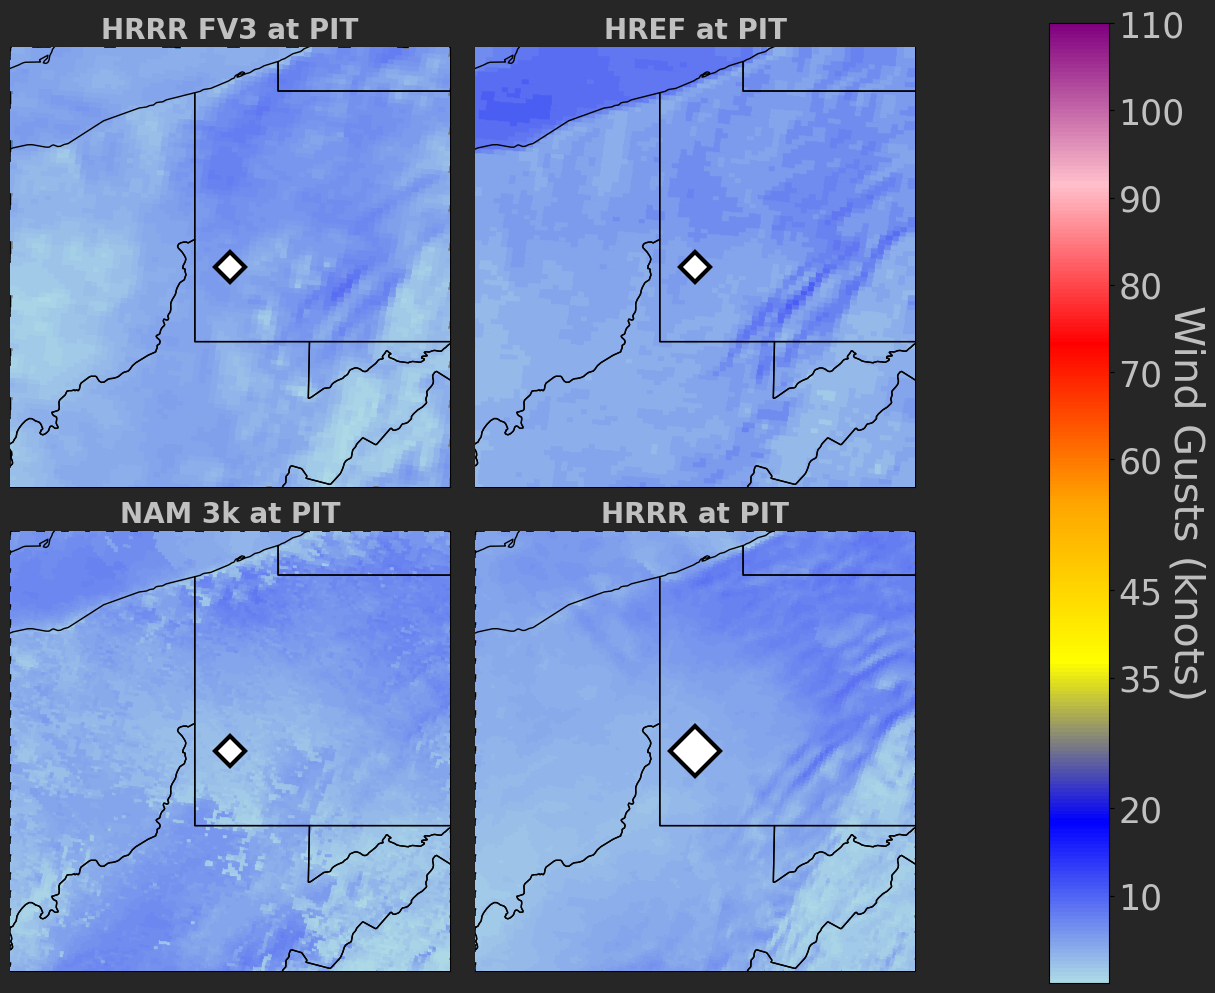 HRRR FV3 at PIT
HREF at PIT
NAM 3k at PIT
HRRR at PIT
110
100
90
80
70
60
45
35
20
10
Wind Gusts (knots)